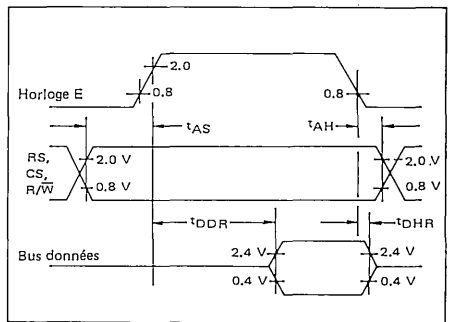 2.0
0.8
0.8
Horloge E
tAS
tAH
RS,
CS,
R/W̅
2.0 V
0.8 V
2.0 V
0.8 V
tDDR
tDHR
Bus données
2.4 V
0.4 V
2.4 V
0.4 V